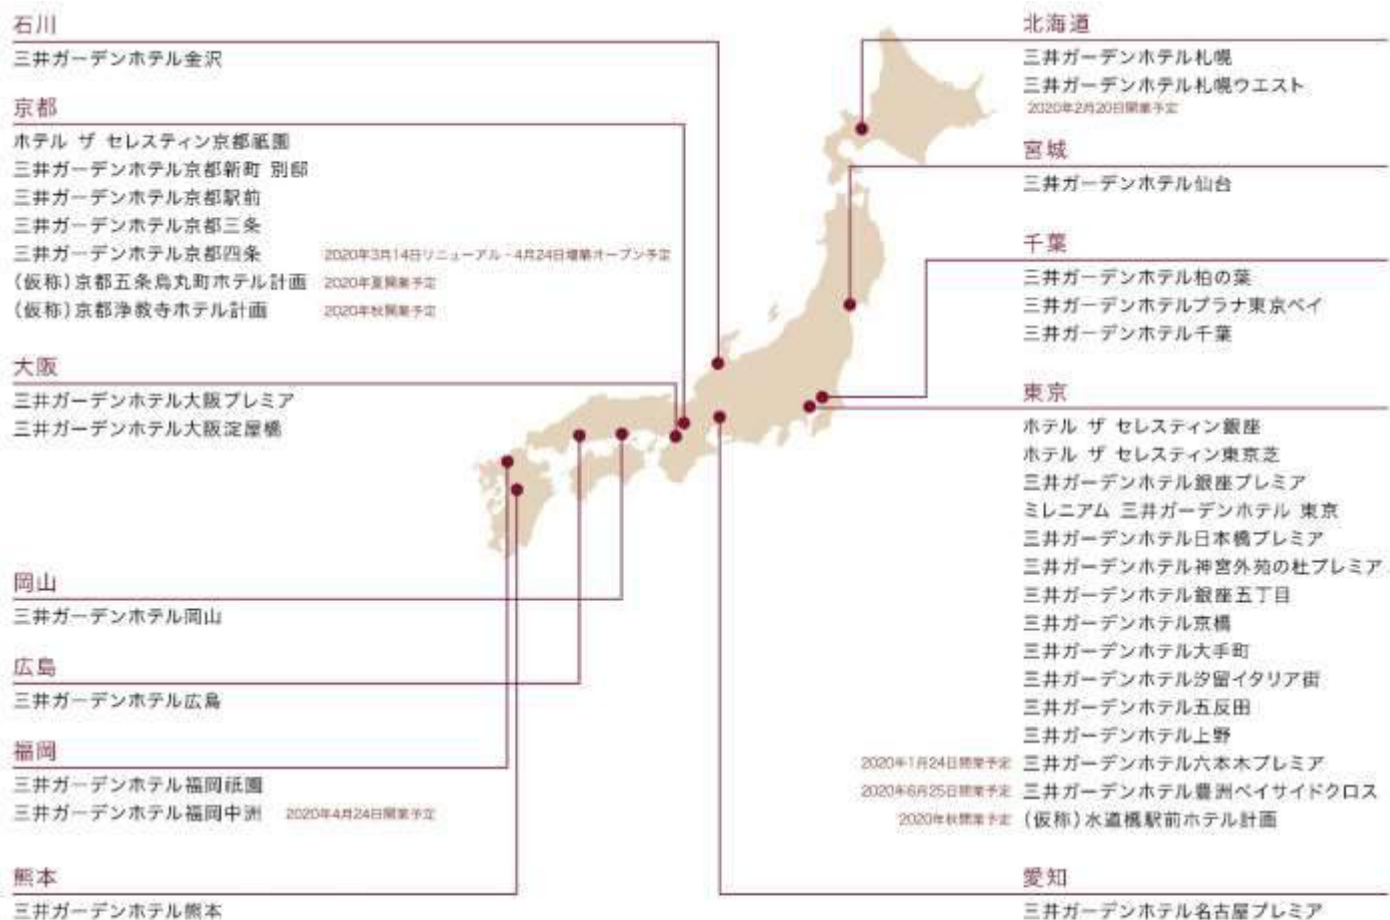 石川
三井ガーデンホテル金沢
京都
ホテル ザ セレスティン京都祇園
三井ガーデンホテル京都新町 別邸
三井ガーデンホテル京都駅前
三井ガーデンホテル京都三条
三井ガーデンホテル京都四条 2020年3月14日リニューアル・4月24日増築オープン予定
(仮称)京都五条烏丸町ホテル計画 2020年夏開業予定
(仮称)京都浄教寺ホテル計画 2020年秋開業予定
大阪
三井ガーデンホテル大阪プレミア
三井ガーデンホテル大阪淀屋橋
岡山
三井ガーデンホテル岡山
広島
三井ガーデンホテル広島
福岡
三井ガーデンホテル福岡祇園
三井ガーデンホテル福岡中洲 2020年4月24日開業予定
熊本
三井ガーデンホテル熊本
北海道
三井ガーデンホテル札幌
三井ガーデンホテル札幌ウエスト
2020年2月20日開業予定
宮城
三井ガーデンホテル仙台
千葉
三井ガーデンホテル柏の葉
三井ガーデンホテルプラナ東京ベイ
三井ガーデンホテル千葉
東京
ホテル ザ セレスティン銀座
ホテル ザ セレスティン東京芝
三井ガーデンホテル銀座プレミア
ミレニアム 三井ガーデンホテル 東京
三井ガーデンホテル日本橋プレミア
三井ガーデンホテル神宮外苑の杜プレミア
三井ガーデンホテル銀座五丁目
三井ガーデンホテル京橋
三井ガーデンホテル大手町
三井ガーデンホテル汐留イタリア街
三井ガーデンホテル五反田
三井ガーデンホテル上野
2020年1月24日開業予定 三井ガーデンホテル六本木プレミア
2020年6月25日開業予定 三井ガーデンホテル豊洲ベイサイドクロス
2020年秋開業予定 (仮称)水道橋駅前ホテル計画
愛知
三井ガーデンホテル名古屋プレミア